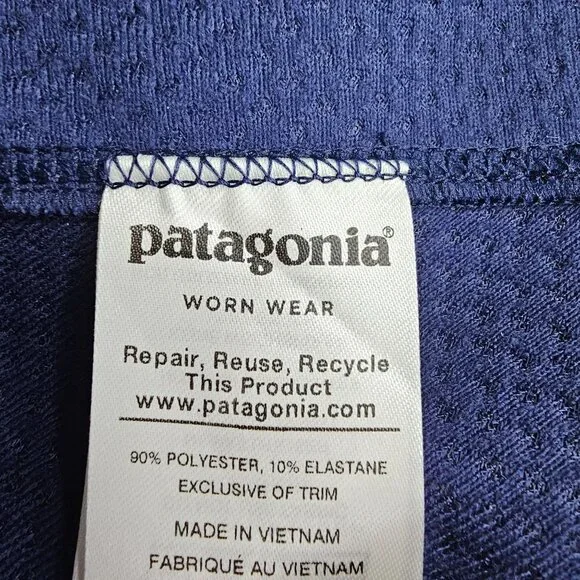 patagonia®
WORN WEAR
Repair, Reuse, Recycle
This Product
www.patagonia.com
90% POLYESTER, 10% ELASTANE
EXCLUSIVE OF TRIM
MADE IN VIETNAM
FABRIQUÉ AU VIETNAM